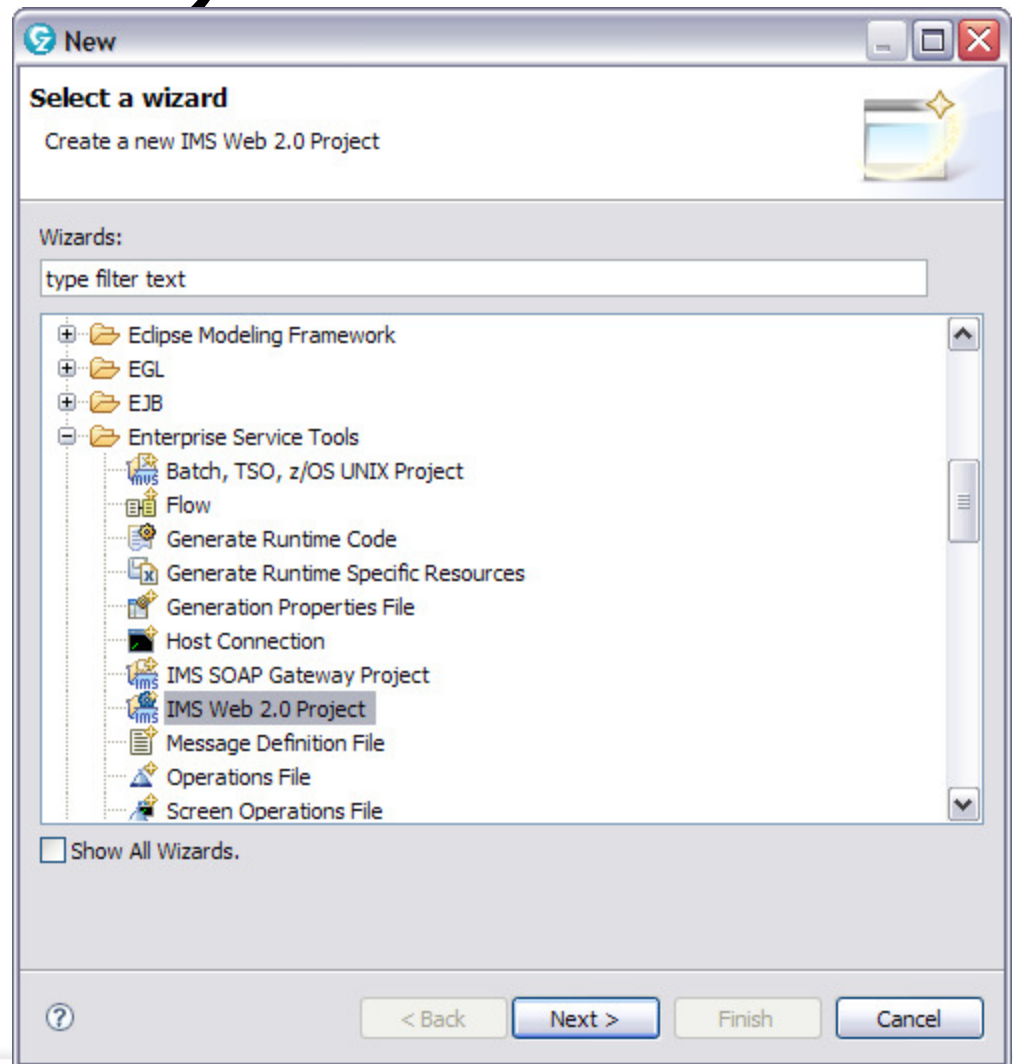 New
Select a wizard
Create a new IMS Web 2.0 Project
Wizards:
type filter text
Eclipse Modeling Framework
EGL
EJB
Enterprise Service Tools
Batch, TSO, z/OS UNIX Project
Flow
Generate Runtime Code
Generate Runtime Specific Resources
Generation Properties File
Host Connection
IMS SOAP Gateway Project
IMS Web 2.0 Project
Message Definition File
Operations File
Screen Operations File
Show All Wizards.
< Back Next > Finish Cancel